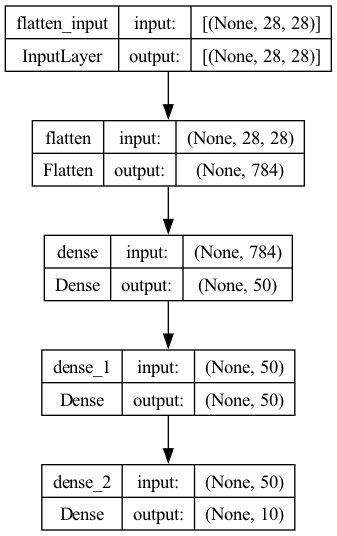 flatten_input input: [(None, 28, 28)]
InputLayer output: [(None, 28, 28)]
flatten input: (None, 28, 28)
Flatten output: (None, 784)
dense input: (None, 784)
Dense output: (None, 50)
dense_1 input: (None, 50)
Dense output: (None, 50)
dense_2 input: (None, 50)
Dense output: (None, 10)